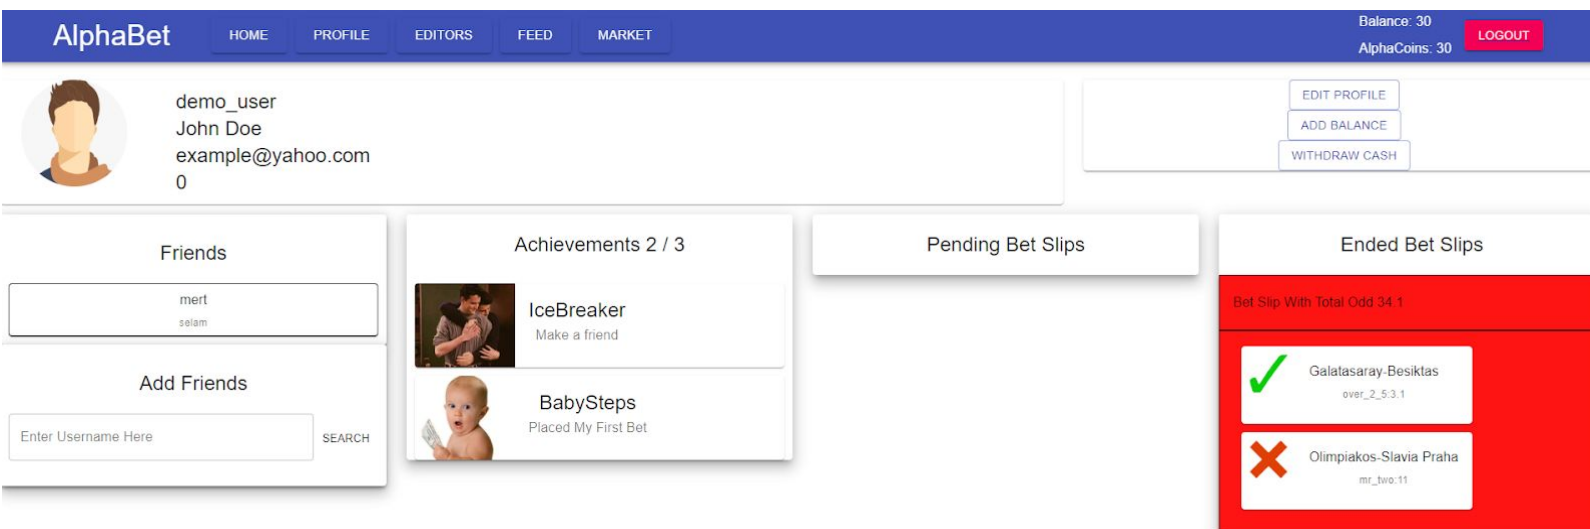 AlphaBet HOME PROFILE EDITORS FEED MARKET
Balance: 30
AlphaCoins: 30
LOGOUT
demo_user
John Doe
example@yahoo.com
0
EDIT PROFILE
ADD BALANCE
WITHDRAW CASH
Friends
mert
selam
Add Friends
Enter Username Here SEARCH
Achievements 2 / 3
IceBreaker
Make a friend
BabySteps
Placed My First Bet
Pending Bet Slips
Ended Bet Slips
Bet Slip With Total Odd 34.1
Galatasaray-Besiktas
over_2_5:3.1
Olimpiakos-Slavia Praha
mr_two:11